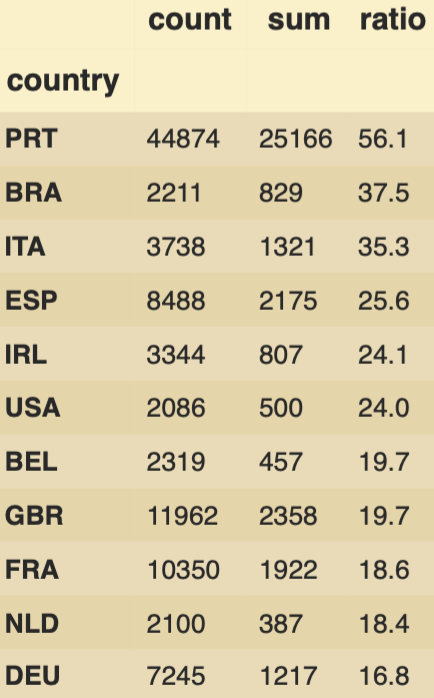 count sum ratio
country
PRT 44874 25166 56.1
BRA 2211 829 37.5
ITA 3738 1321 35.3
ESP 8488 2175 25.6
IRL 3344 807 24.1
USA 2086 500 24.0
BEL 2319 457 19.7
GBR 11962 2358 19.7
FRA 10350 1922 18.6
NLD 2100 387 18.4
DEU 7245 1217 16.8